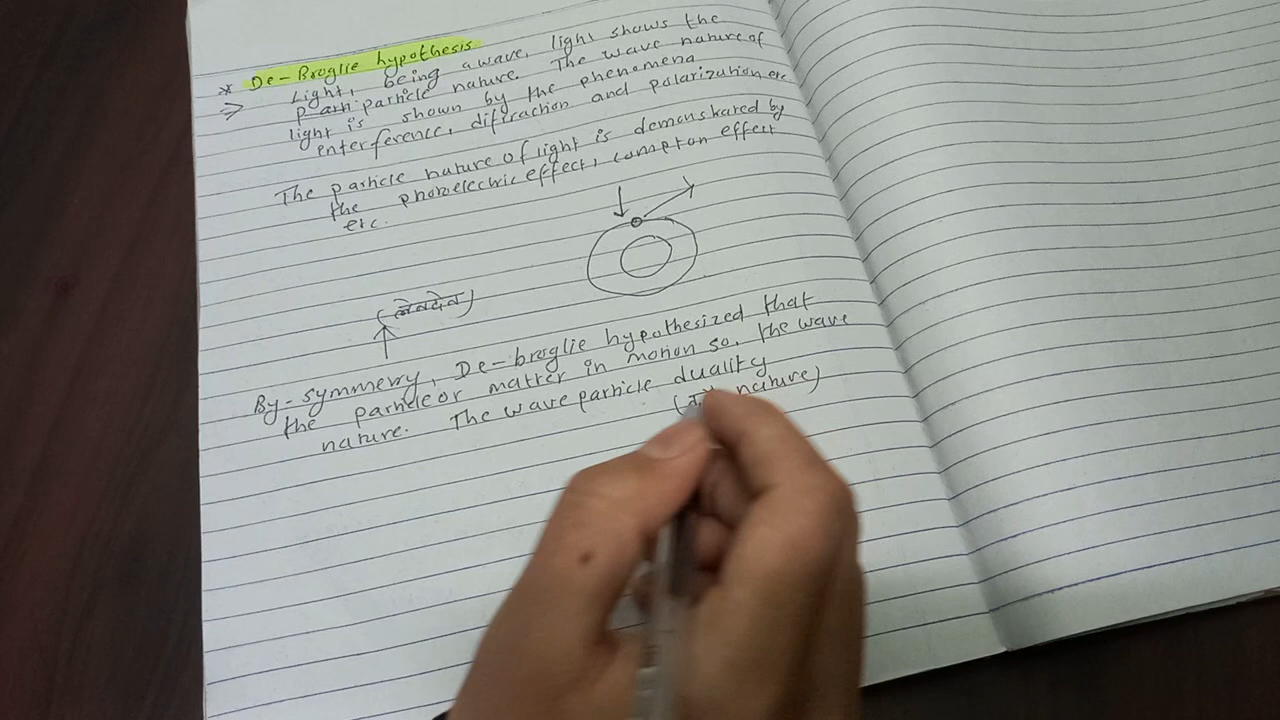 * De-Broglie hypothesis
⇒ Light, being a wave, light shows the
parti particle nature. The wave nature of
light is shown by the phenomena
enterference, difiraction and polarization etc
The particle nature of light is demonstrated by
the photoelectric effect, compton effect
etc.
By-symmetry, De-broglie hypothesized that
the particle or matter in motion so, the wave
nature. The wave particle duality
nature)